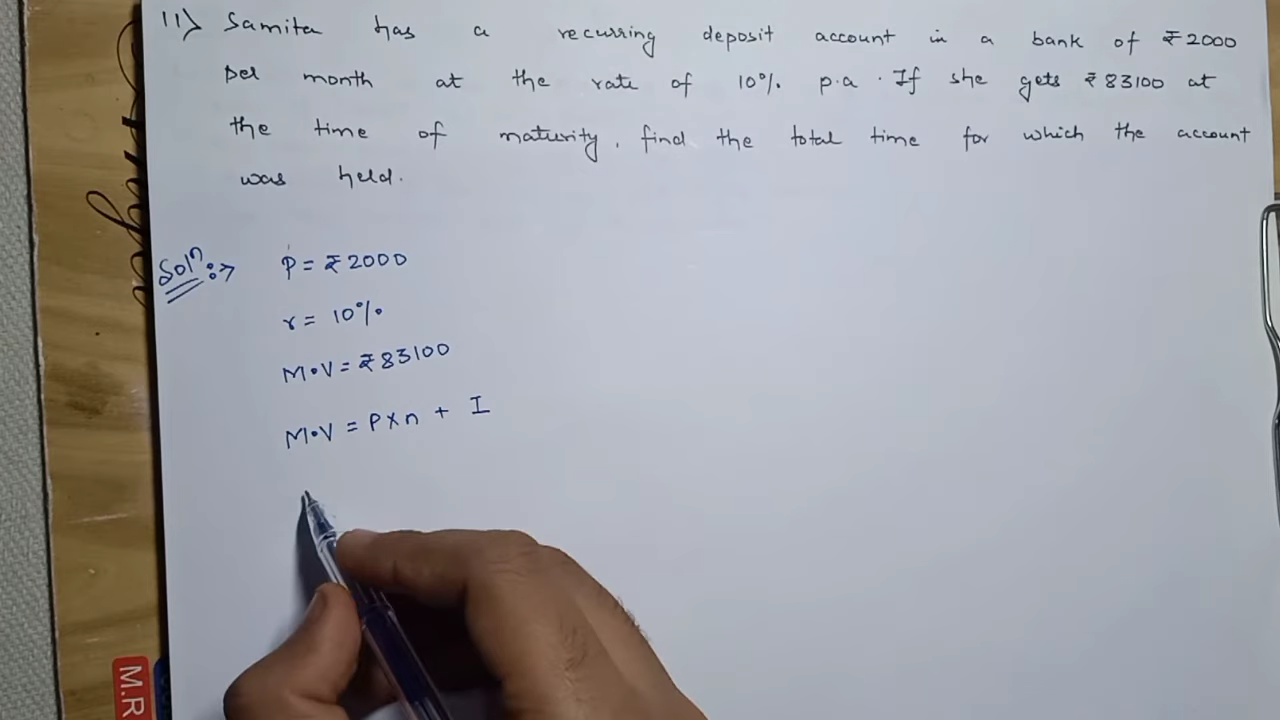 11) Samita has a recurring deposit account in a bank of ₹2000
per month at the rate of 10% p.a. If she gets ₹83100 at
the time of maturity, find the total time for which the account
was held.
Solⁿ :→ P = ₹2000
r = 10%
M.V = ₹83100
M.V = P×n + I
M.R